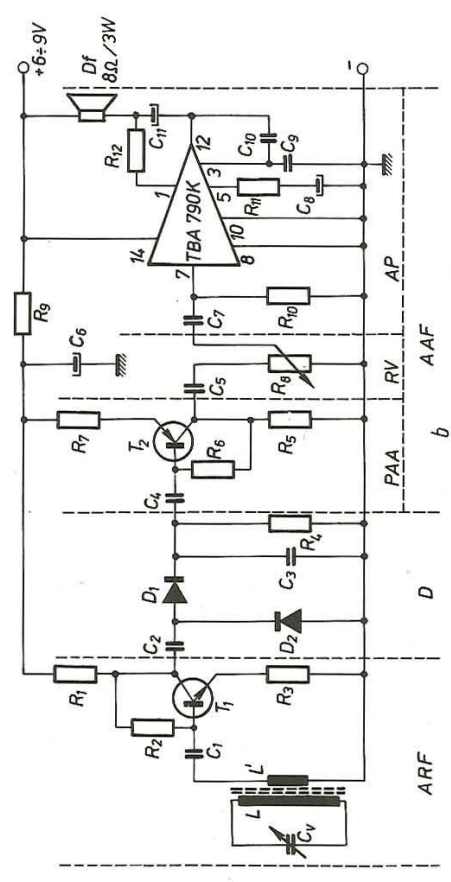 +6÷9V
Df
8Ω/3W
R9
C6
R12
C11
12
1
14
TBA 790K
7
3
5
10
8
C10
C9
R11
C8
R1
R2
T1
C1
R3
C2
D1
D2
C3
R4
C4
R7
T2
R6
R5
C5
R8
C7
R10
L
L'
Cv
−
ARF
D
PAA
RV
AP
AAF
b